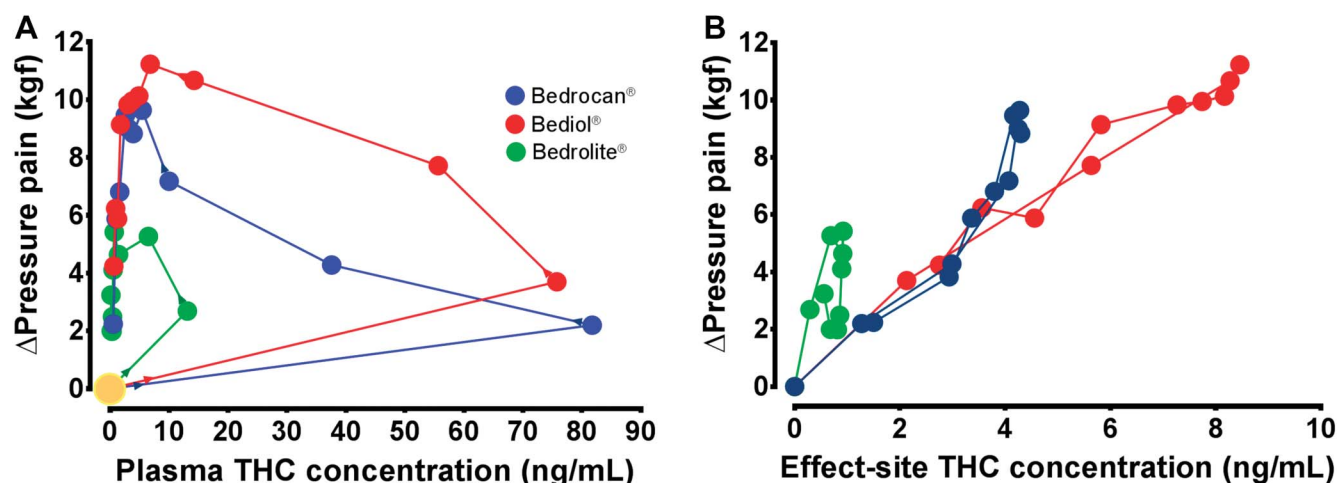 A
ΔPressure pain (kgf)
12
10
8
6
4
2
0
0 10 20 30 40 50 60 70 80 90
Plasma THC concentration (ng/mL)
Bedrocan®
Bediol®
Bedrolite®
B
ΔPressure pain (kgf)
12
10
8
6
4
2
0
0 2 4 6 8 10
Effect-site THC concentration (ng/mL)